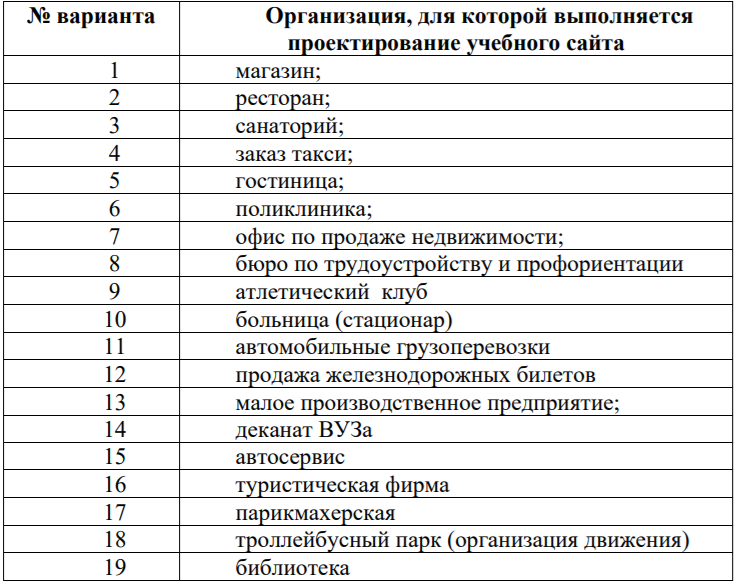 № варианта Организация, для которой выполняется
проектирование учебного сайта
1 магазин;
2 ресторан;
3 санаторий;
4 заказ такси;
5 гостиница;
6 поликлиника;
7 офис по продаже недвижимости;
8 бюро по трудоустройству и профориентации
9 атлетический клуб
10 больница (стационар)
11 автомобильные грузоперевозки
12 продажа железнодорожных билетов
13 малое производственное предприятие;
14 деканат ВУЗа
15 автосервис
16 туристическая фирма
17 парикмахерская
18 троллейбусный парк (организация движения)
19 библиотека